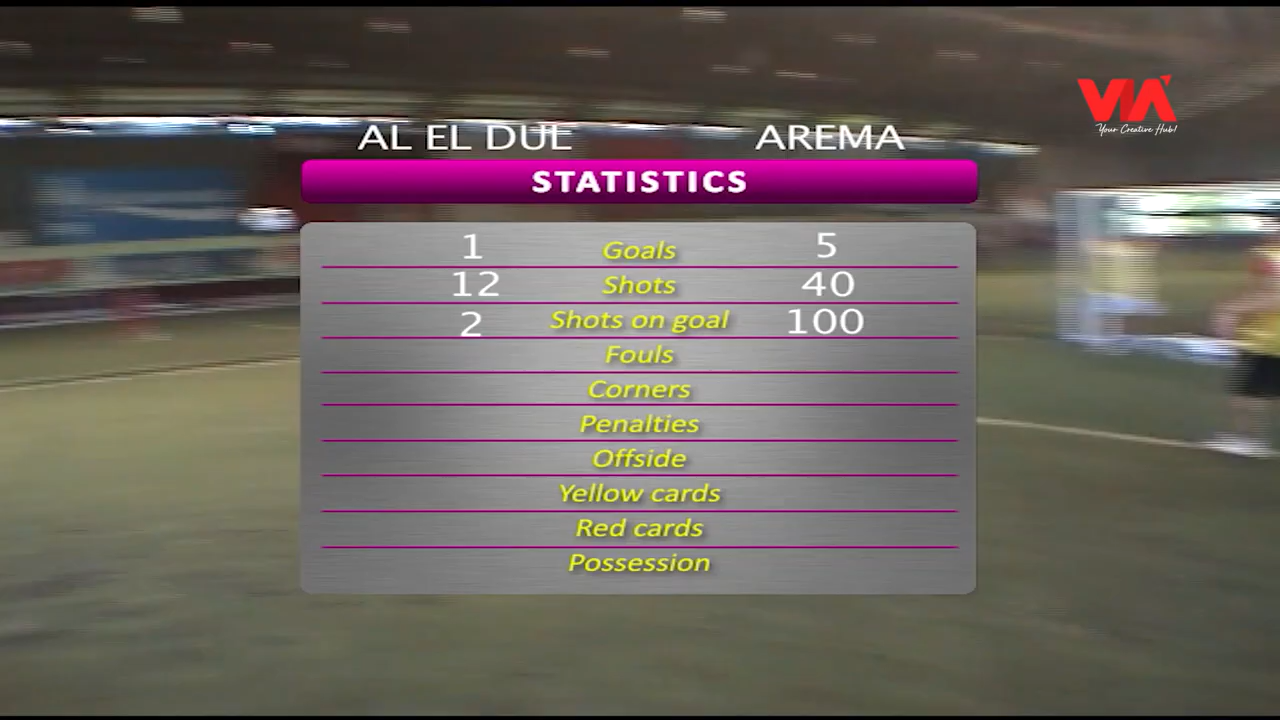 VIA
Your Creative Hub!
AL EL DUE AREMA
STATISTICS
1 Goals 5
12 Shots 40
2 Shots on goal 100
Fouls
Corners
Penalties
Offside
Yellow cards
Red cards
Possession